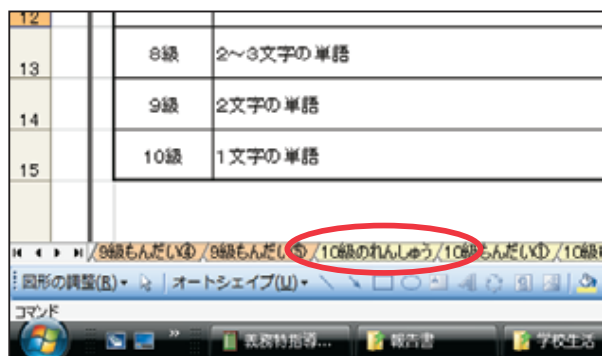 12
13 8級 2〜3文字の単語
14 9級 2文字の単語
15 10級 1文字の単語
9級もんだい④ 9級もんだい⑤ 10級のれんしゅう 10級もんだい① 10級
図形の調整(R) オートシェイプ(U)
コマンド
» 義務特指導... 報告書 学校生活